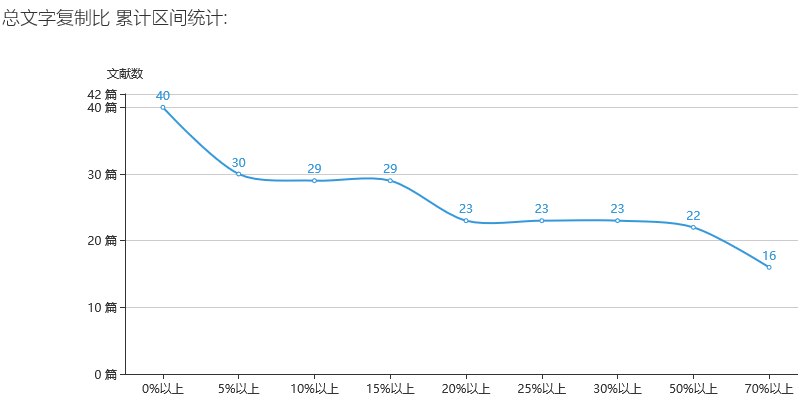 总文字复制比 累计区间统计:
文献数
42 篇
40 篇
30 篇
20 篇
10 篇
0 篇
40
30
29
29
23
23
23
22
16
0%以上 5%以上 10%以上 15%以上 20%以上 25%以上 30%以上 50%以上 70%以上